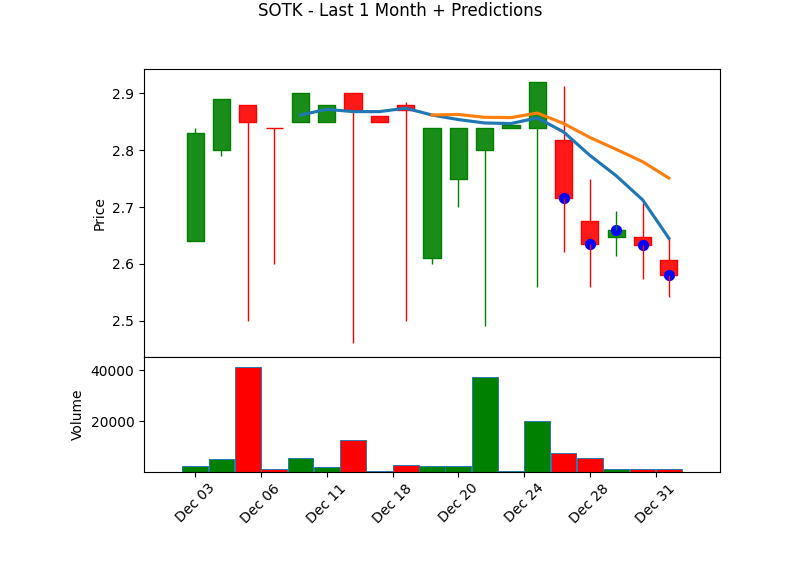 SOTK - Last 1 Month + Predictions
2.9
2.8
2.7
2.6
2.5
Price
40000
20000
Volume
Dec 03
Dec 06
Dec 11
Dec 18
Dec 20
Dec 24
Dec 28
Dec 31